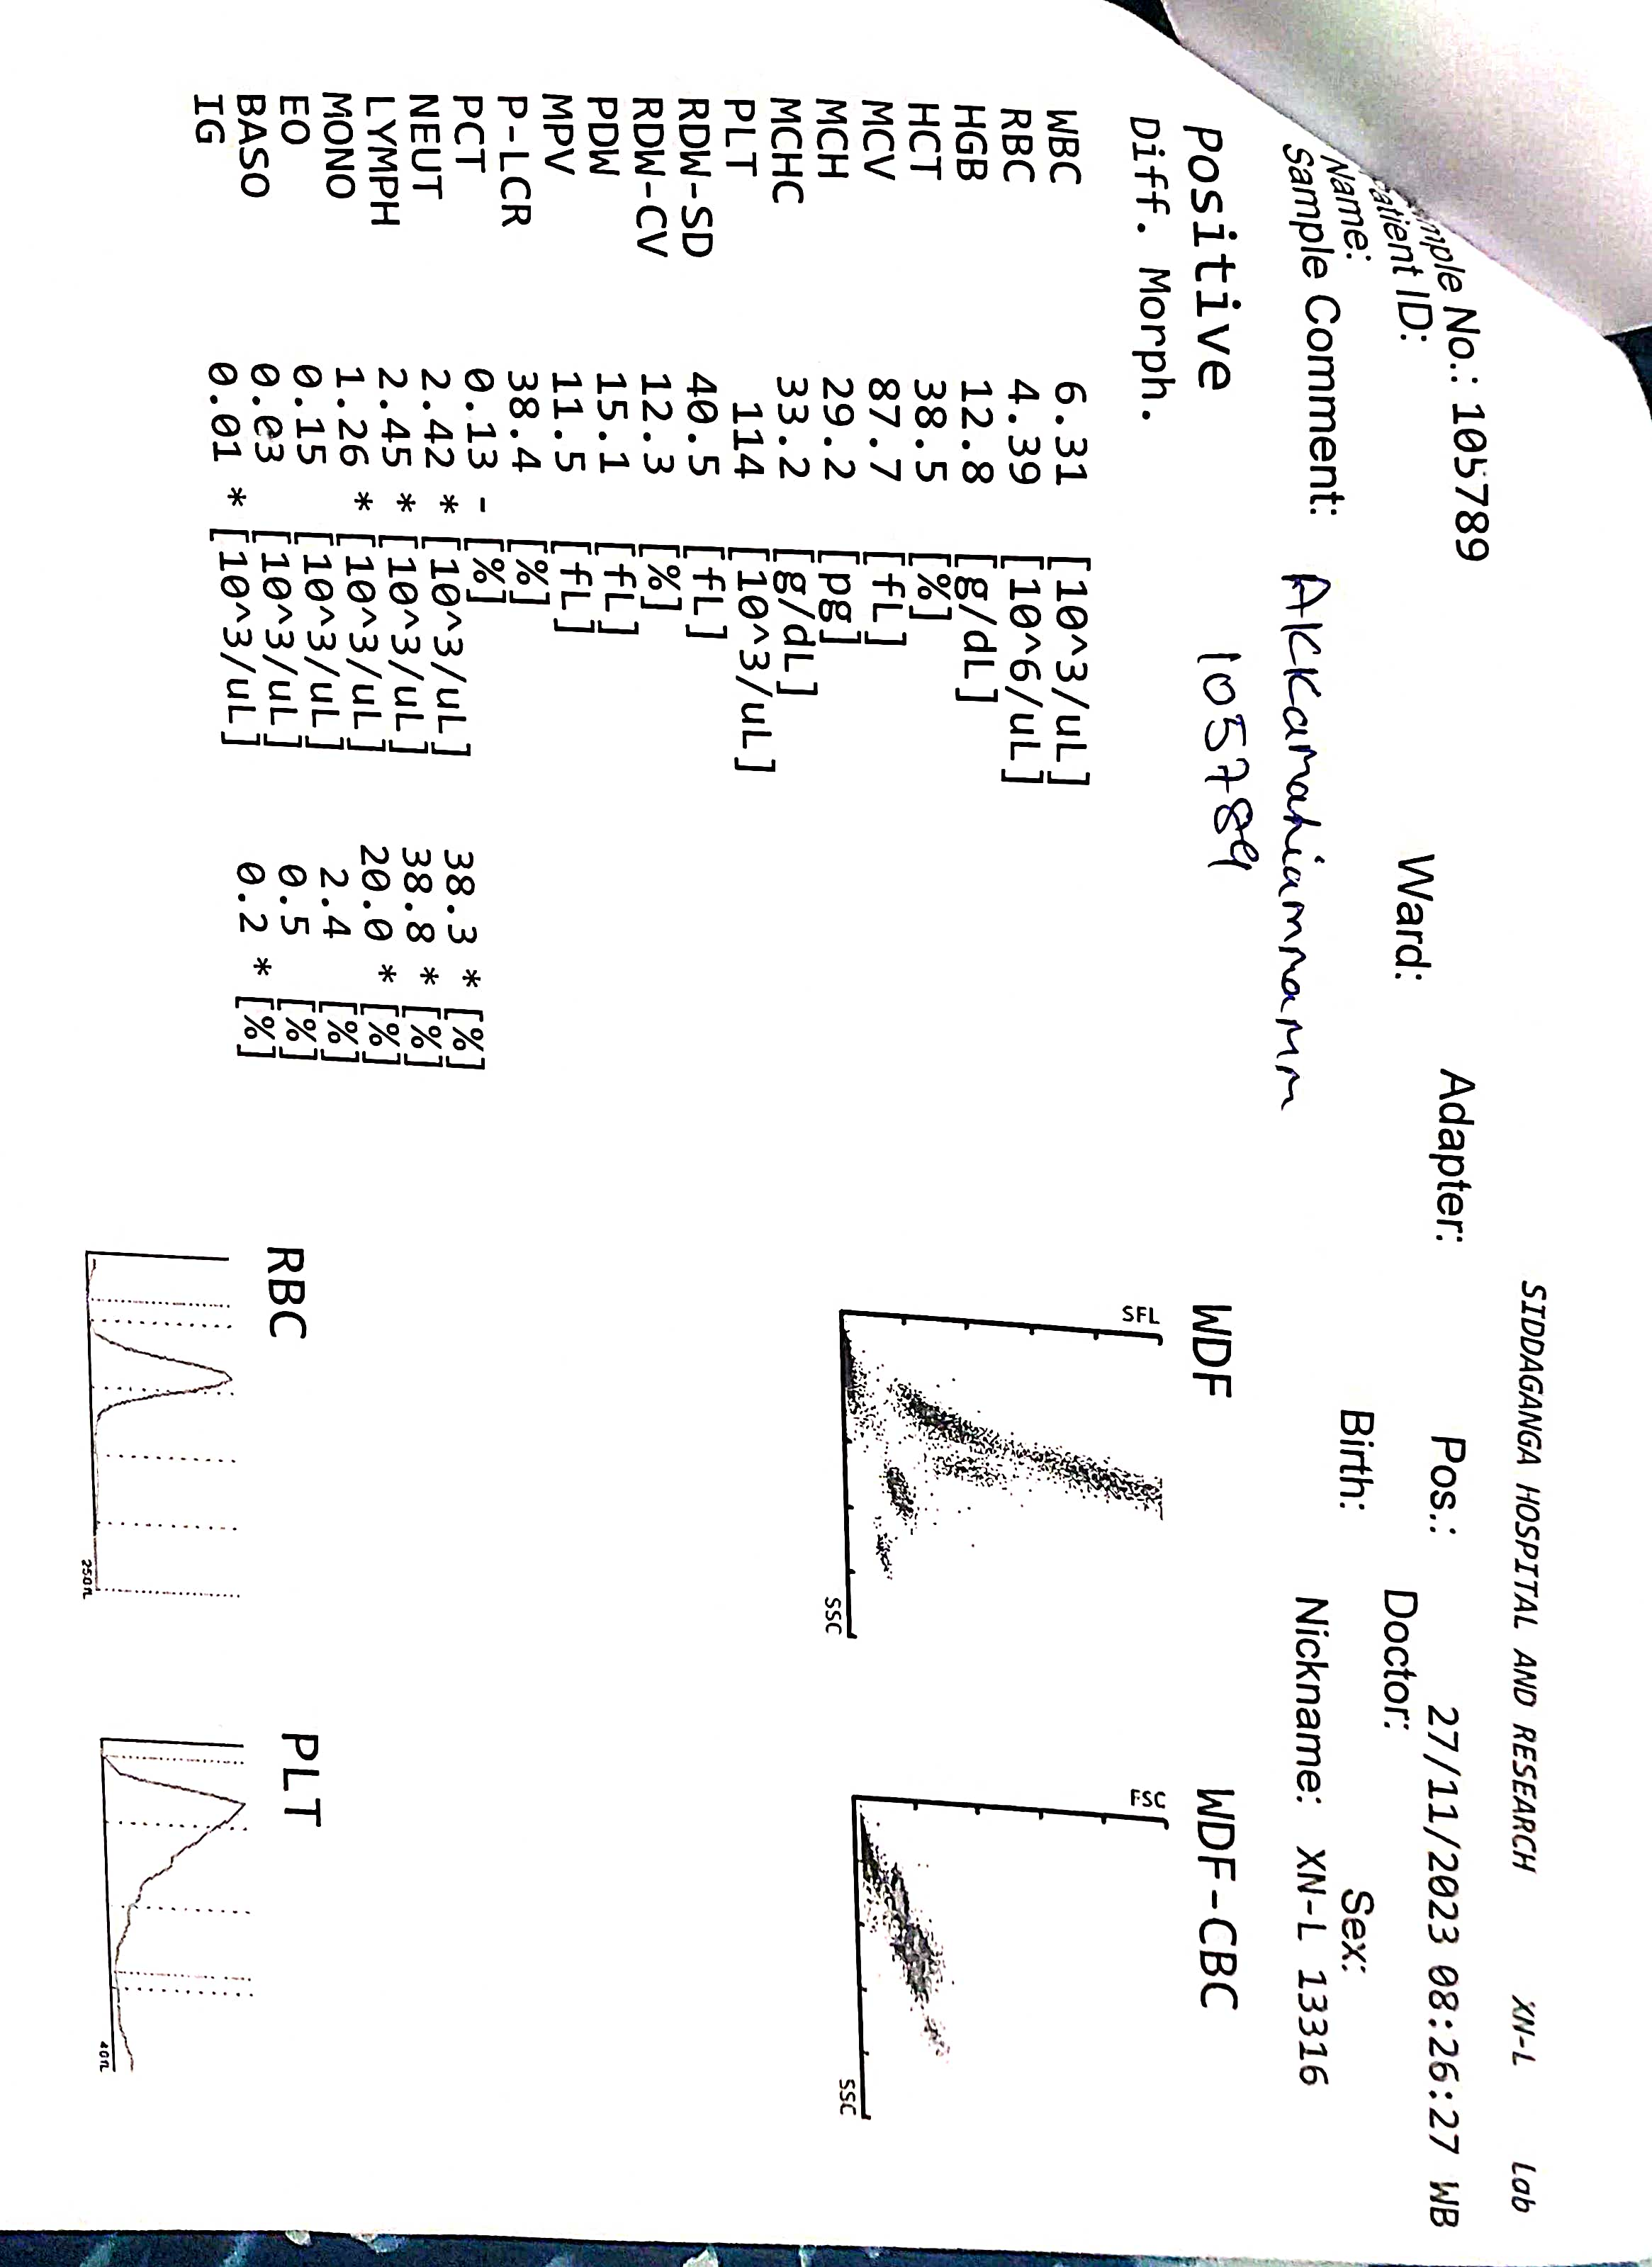 SIDDAGANGA HOSPITAL AND RESEARCH XN-L Lab
mple No.: 105789 Adapter: Pos.: 27/11/2023 08:26:27 WB
atient ID: Ward: Doctor:
Name: Birth: Sex:
Sample Comment: Nickname: XN-L 13316
105789
Positive
Diff. Morph.
WDF WDF-CBC
SFL FSC
SSC SSC
WBC 6.31 [10^3/uL]
RBC 4.39 [10^6/uL]
HGB 12.8 [g/dL]
HCT 38.5 [%]
MCV 87.7 [fL]
MCH 29.2 [pg]
MCHC 33.2 [g/dL]
PLT 114 [10^3/uL]
RDW-SD 40.5 [fL]
RDW-CV 12.3 [%]
PDW 15.1 [fL]
MPV 11.5 [fL]
P-LCR 38.4 [%]
PCT 0.13 - [%]
NEUT 2.42 * [10^3/uL] 38.3 * [%]
LYMPH 2.45 * [10^3/uL] 38.8 * [%]
MONO 1.26 * [10^3/uL] 20.0 * [%]
EO 0.15 [10^3/uL] 2.4 [%]
BASO 0.03 [10^3/uL] 0.5 [%]
IG 0.01 * [10^3/uL] 0.2 * [%]
RBC PLT
250fL 40fL